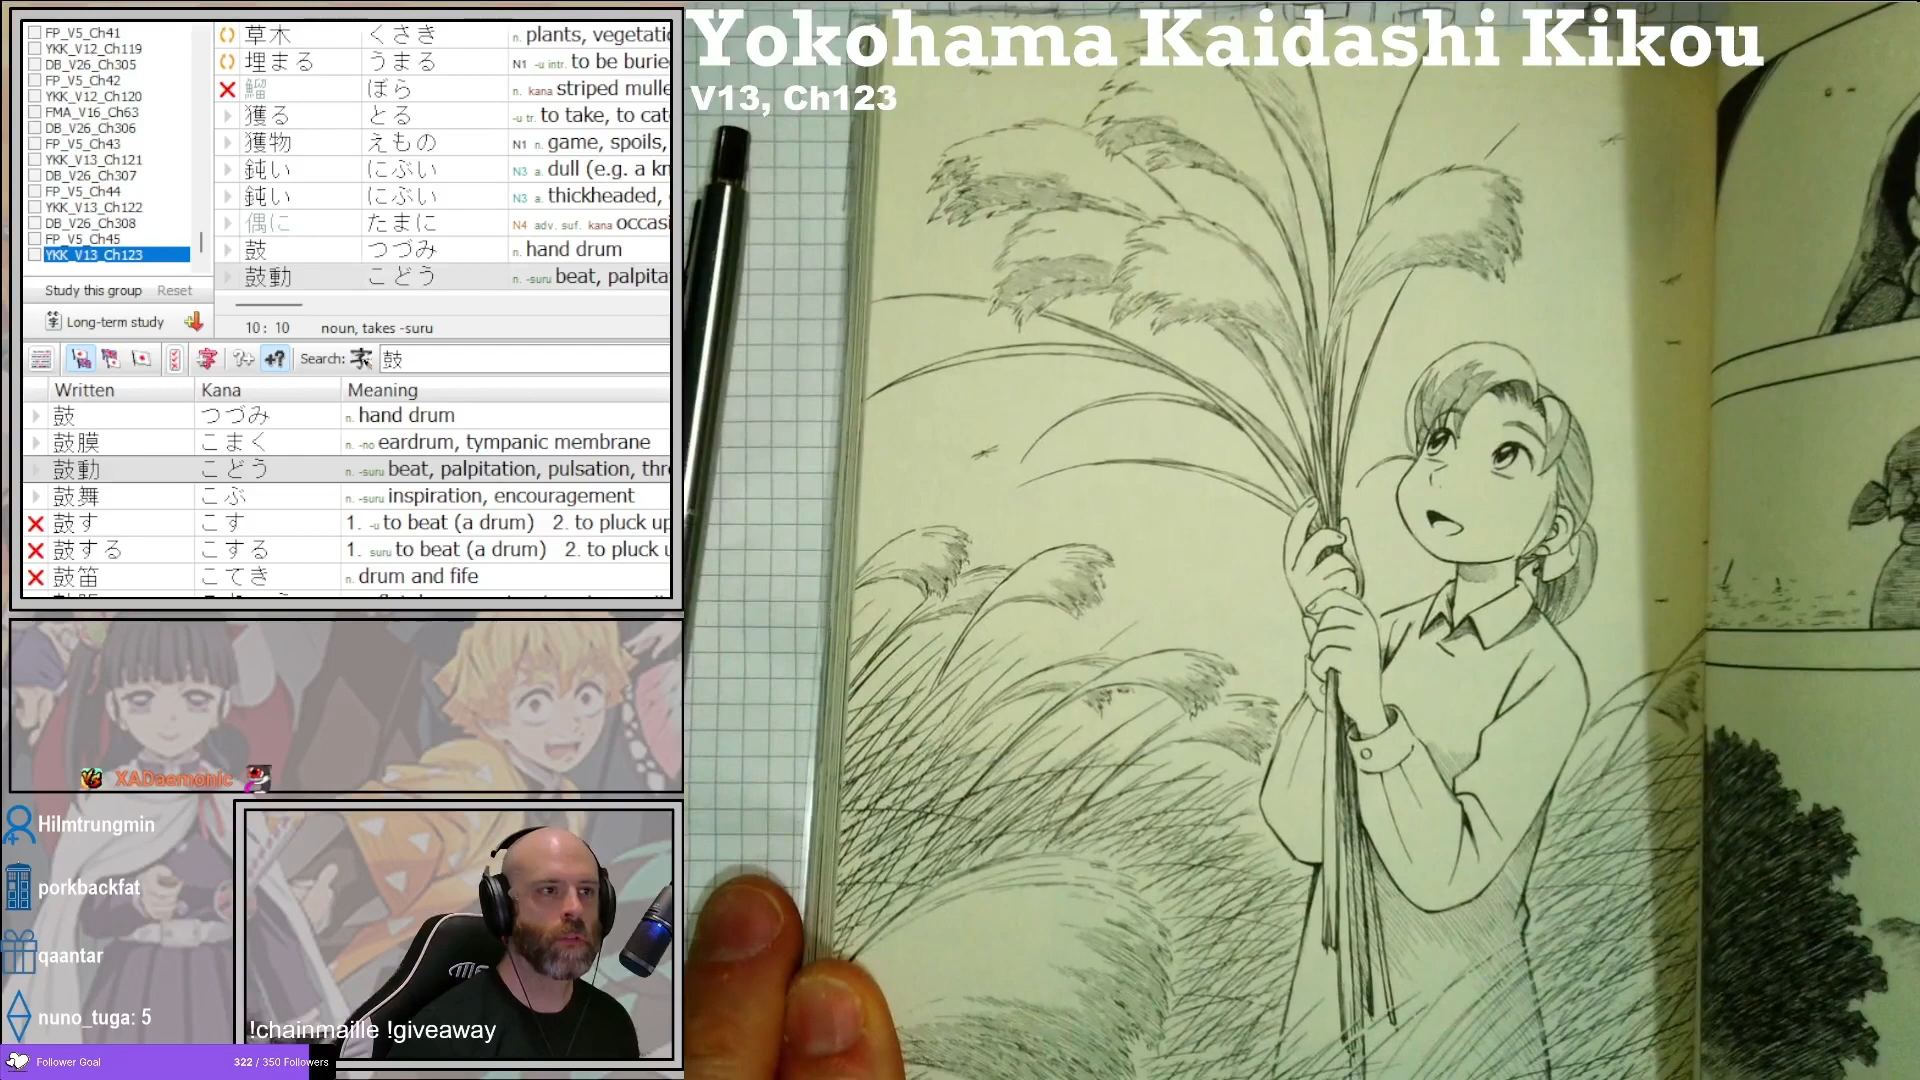 FP_V5_Ch41
YKK_V12_Ch119
DB_V26_Ch305
FP_V5_Ch42
YKK_V12_Ch120
FMA_V16_Ch63
DB_V26_Ch306
FP_V5_Ch43
YKK_V13_Ch121
DB_V26_Ch307
FP_V5_Ch44
YKK_V13_Ch122
DB_V26_Ch308
FP_V5_Ch45
YKK_V13_Ch123
Study this group Reset
Long-term study
草木 くさき n. plants, vegetati
埋まる うまる N1 -u intr. to be burie
鯔 ぼら n. kana striped mulle
獲る とる -u tr. to take, to cat
獲物 えもの N1 n. game, spoils,
鈍い にぶい N3 a. dull (e.g. a kn
鈍い にぶい N3 a. thickheaded,
偶に たまに N4 adv. suf. kana occasi
鼓 つづみ n. hand drum
鼓動 こどう n. -suru beat, palpita
10: 10 noun, takes -suru
Search: 鼓
Written Kana Meaning
鼓 つづみ n. hand drum
鼓膜 こまく n. -no eardrum, tympanic membrane
鼓動 こどう n. -suru beat, palpitation, pulsation, thr
鼓舞 こぶ n. -suru inspiration, encouragement
鼓す こす 1. -u to beat (a drum) 2. to pluck up
鼓する こする 1. suru to beat (a drum) 2. to pluck u
鼓笛 こてき n. drum and fife
Yokohama Kaidashi Kikou
V13, Ch123
XADaemonic
Hilmtrungmin
porkbackfat
qaantar
nuno_tuga: 5
!chainmaille !giveaway
Follower Goal 322 / 350 Followers